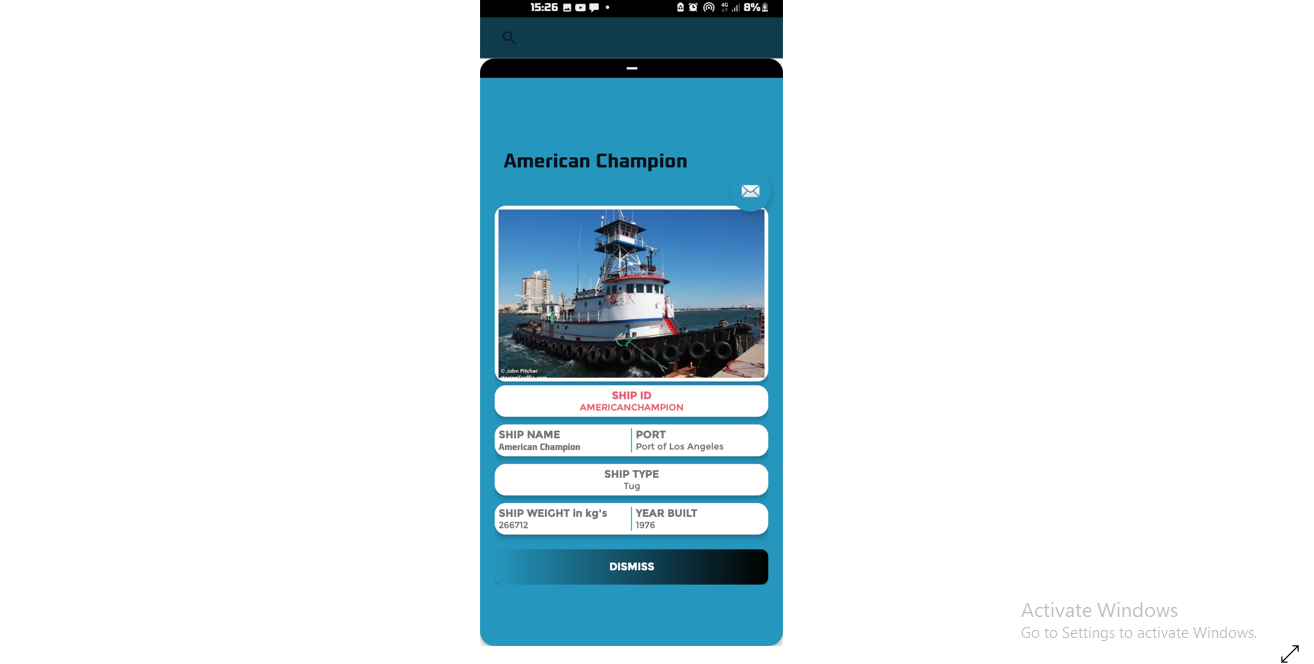 15:26
4G
8%
American Champion
© John Pitcher
SHIP ID
AMERICANCHAMPION
SHIP NAME
American Champion
PORT
Port of Los Angeles
SHIP TYPE
Tug
SHIP WEIGHT in kg's
266712
YEAR BUILT
1976
DISMISS
Activate Windows
Go to Settings to activate Windows.